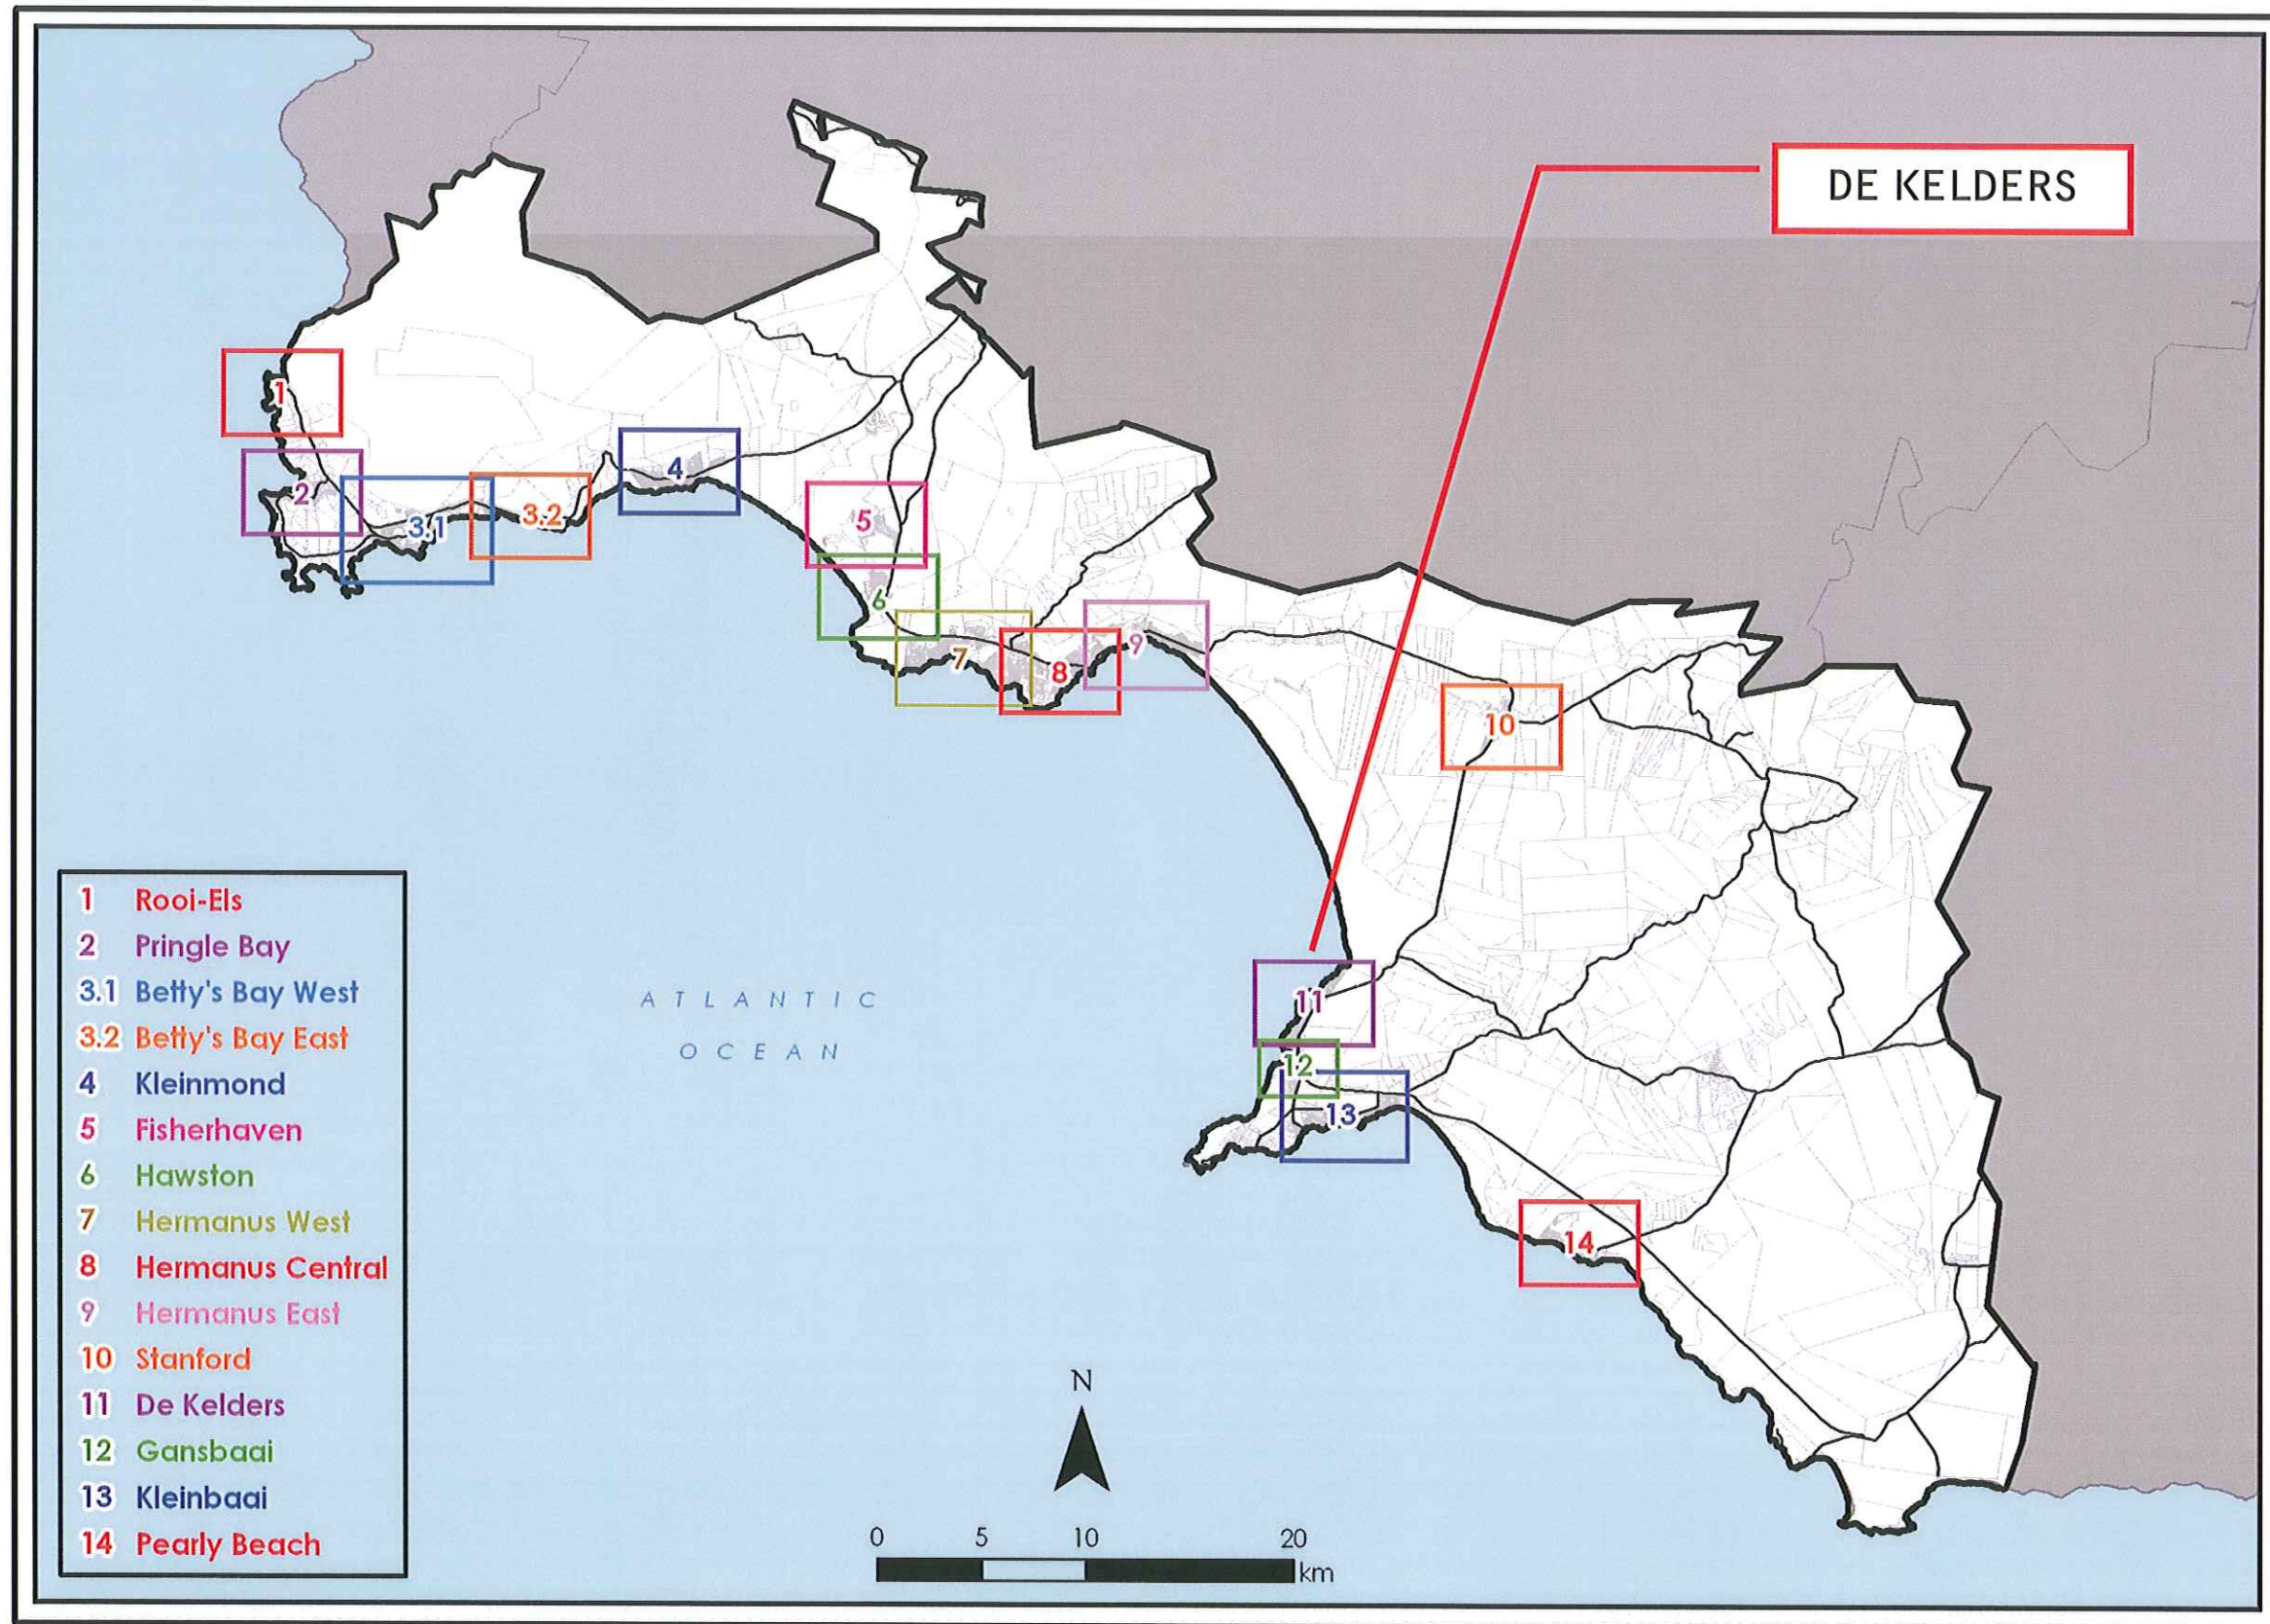 DE KELDERS
1
2
3.1
3.2
4
5
6
7
8
9
10
11
12
13
14
ATLANTIC
OCEAN
1 Rooi-Els
2 Pringle Bay
3.1 Betty's Bay West
3.2 Betty's Bay East
4 Kleinmond
5 Fisherhaven
6 Hawston
7 Hermanus West
8 Hermanus Central
9 Hermanus East
10 Stanford
11 De Kelders
12 Gansbaai
13 Kleinbaai
14 Pearly Beach
N
0 5 10 20
km